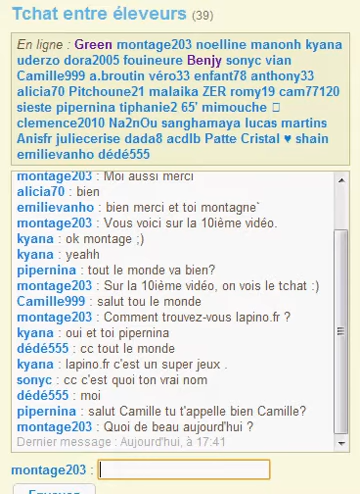 Tchat entre éleveurs (39)
En ligne : Green montage203 noelline manonh kyana
uderzo dora2005 fouineure Benjy sonyc vian
Camille999 a.broutin véro33 enfant78 anthony33
alicia70 Pitchoune21 malaika ZER romy19 cam77120
sieste pipernina tiphanie2 65' mimouche
clemence2010 Na2nOu sanghamaya lucas martins
Anisfr juliecerise dada8 acdlb Patte Cristal ♥ shain
emilievanho dédé555
montage203 : Moi aussi merci
alicia70 : bien
emilievanho : bien merci et toi montagne`
montage203 : Vous voici sur la 10ième vidéo.
kyana : ok montage ;)
kyana : yeahh
pipernina : tout le monde va bien?
montage203 : Sur la 10ième vidéo, on vois le tchat :)
Camille999 : salut tou le monde
montage203 : Comment trouvez-vous lapino.fr ?
kyana : oui et toi pipernina
dédé555 : cc tout le monde
kyana : lapino.fr c'est un super jeux .
sonyc : cc c'est quoi ton vrai nom
dédé555 : moi
pipernina : salut Camille tu t'appelle bien Camille?
montage203 : Quoi de beau aujourd'hui ?
Dernier message : Aujourd'hui, à 17:41
montage203 :
Envoyer